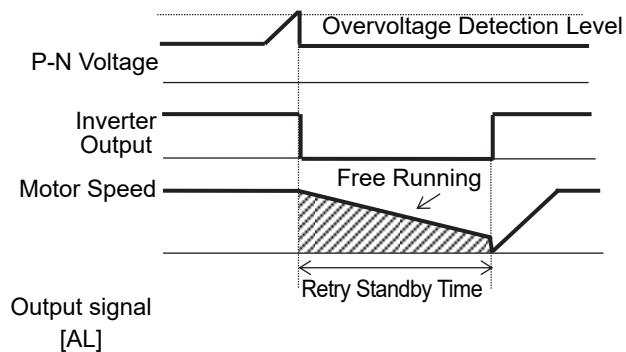 Overvoltage Detection Level
P-N Voltage
Inverter
Output
Motor Speed
Free Running
Retry Standby Time
Output signal
[AL]